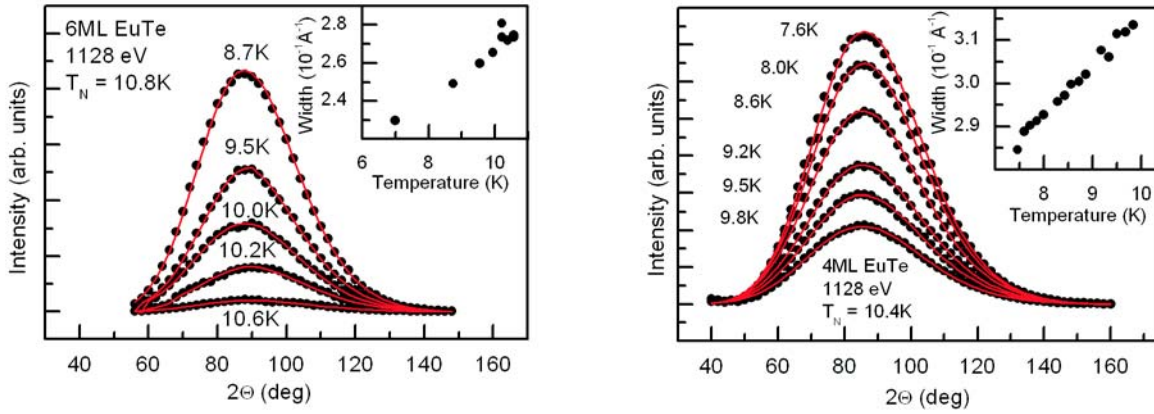 6ML EuTe
1128 eV
T_N = 10.8K
8.7K
9.5K
10.0K
10.2K
10.6K
Intensity (arb. units)
40 60 80 100 120 140 160
2Θ (deg)
Width (10⁻¹ A⁻¹)
2.8
2.6
2.4
6 8 10
Temperature (K)
7.6K
8.0K
8.6K
9.2K
9.5K
9.8K
4ML EuTe
1128 eV
T_N = 10.4K
Intensity (arb. units)
40 60 80 100 120 140 160
2Θ (deg)
Width (10⁻¹ A⁻¹)
3.1
3.0
2.9
8 9 10
Temperature (K)